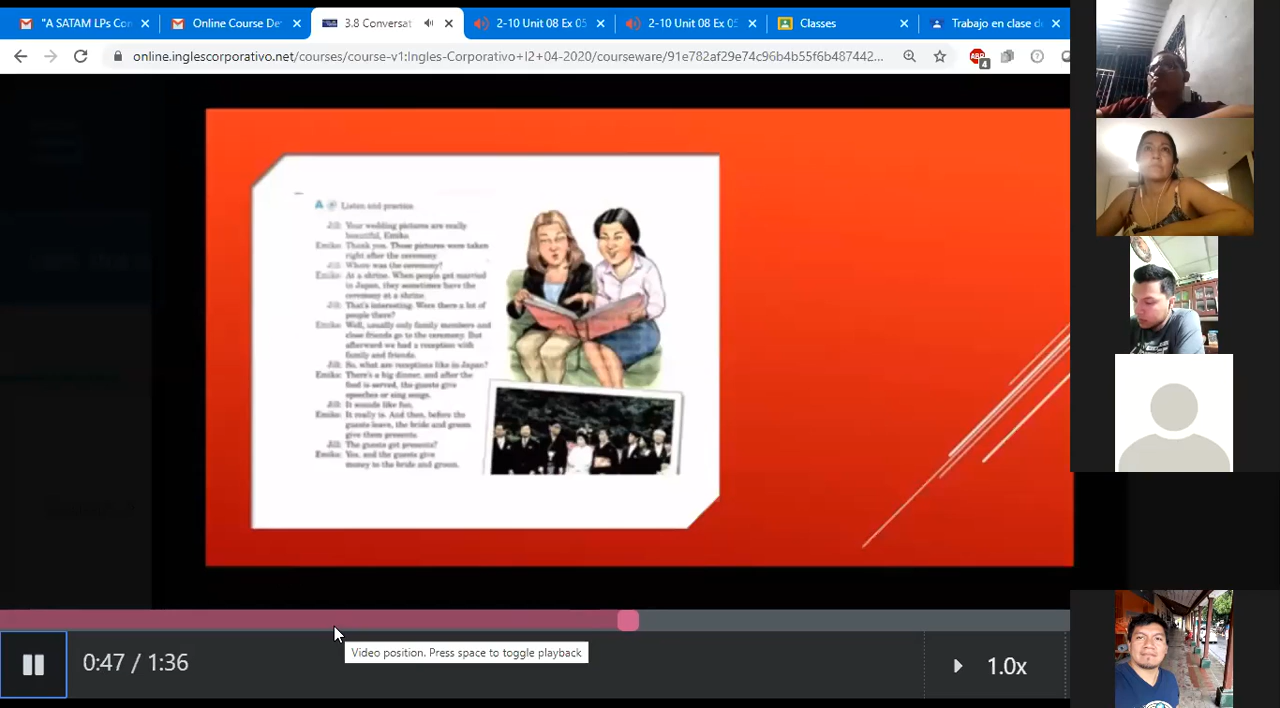 "A SATAM LPs Cor
Online Course De
3.8 Conversat
2-10 Unit 08 Ex 05
2-10 Unit 08 Ex 05
Classes
Trabajo en clase d
online.inglescorporativo.net/courses/course-v1:Ingles-Corporativo+I2+04-2020/courseware/91e782af29e74c96b4b55f6b487442...
ABP
4
A Listen and practice.
Jill: Your wedding pictures are really
beautiful, Emiko.
Emiko: Thank you. Those pictures were taken
right after the ceremony.
Jill: Where was the ceremony?
Emiko: At a shrine. When people get married
in Japan, they sometimes have the
ceremony at a shrine.
Jill: That's interesting. Were there a lot of
people there?
Emiko: Well, usually only family members and
close friends go to the ceremony. But
afterward we had a reception with
family and friends.
Jill: So, what are receptions like in Japan?
Emiko: There's a big dinner, and after the
food is served, the guests give
speeches or sing songs.
Jill: It sounds like fun.
Emiko: It really is. And then, before the
guests leave, the bride and groom
give them presents.
Jill: The guests get presents?
Emiko: Yes, and the guests give
money to the bride and groom.
Video position. Press space to toggle playback
0:47 / 1:36
1.0x